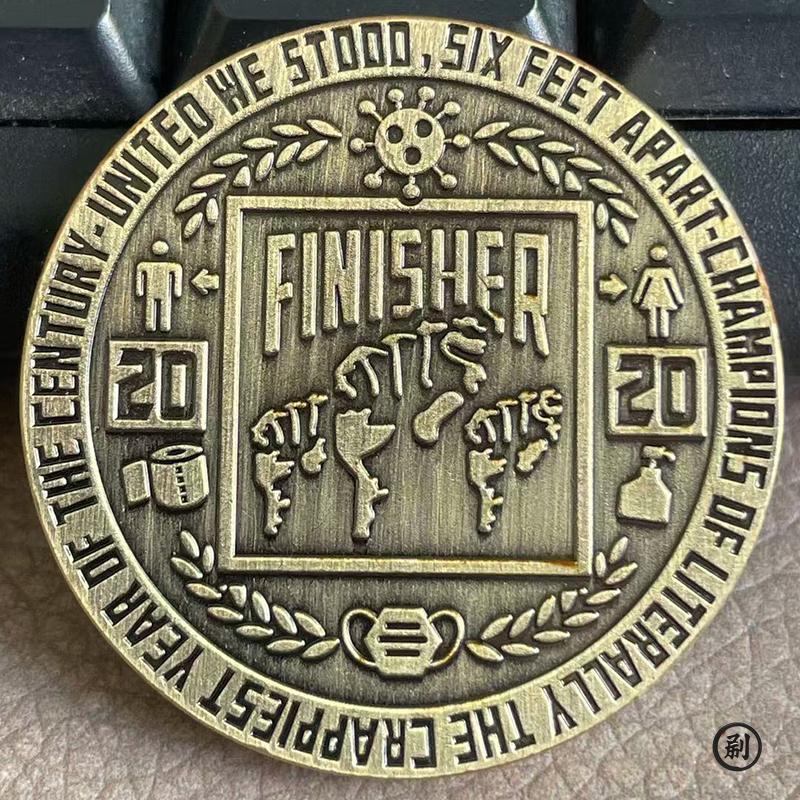 UNITED WE STOOD, SIX FEET APART-CHAMPIONS OF LITERALLY THE CRAPPIEST YEAR OF THE CENTURY-
FINISHER
20
20
刷